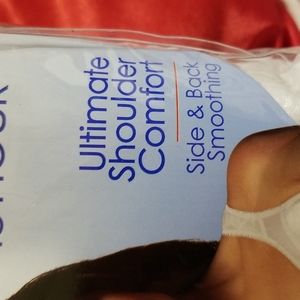 Ultimate
Shoulder
Comfort
Side & Back
Smoothing